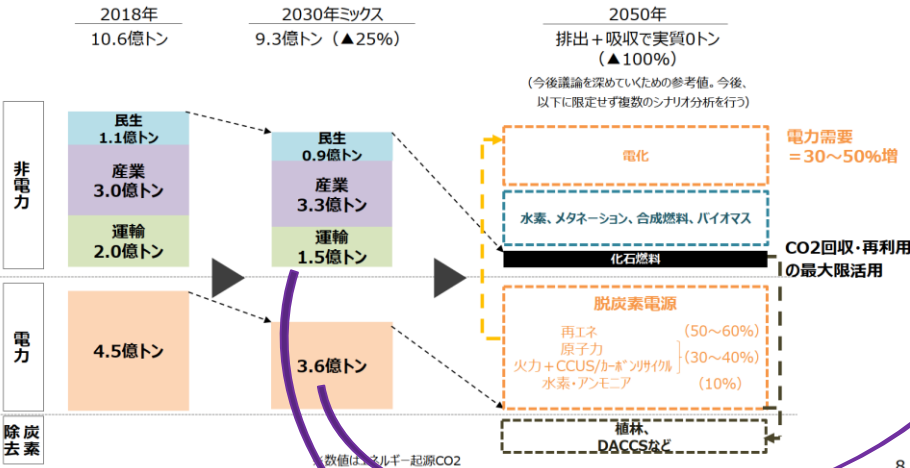 2018年
10.6億トン
2030年ミックス
9.3億トン（▲25%）
2050年
排出＋吸収で実質0トン
（▲100%）
（今後議論を深めていくための参考値。今後、
以下に限定せず複数のシナリオ分析を行う）
非電力
民生
1.1億トン
産業
3.0億トン
運輸
2.0億トン
民生
0.9億トン
産業
3.3億トン
運輸
1.5億トン
電化
電力需要
＝30～50%増
水素、メタネーション、合成燃料、バイオマス
化石燃料
CO2回収・再利用
の最大限活用
電力
4.5億トン
3.6億トン
脱炭素電源
再エネ （50～60%）
原子力
火力＋CCUS/カーボンリサイクル （30～40%）
水素・アンモニア （10%）
炭素除去
植林、
DACCSなど
数値はエネルギー起源CO2
8